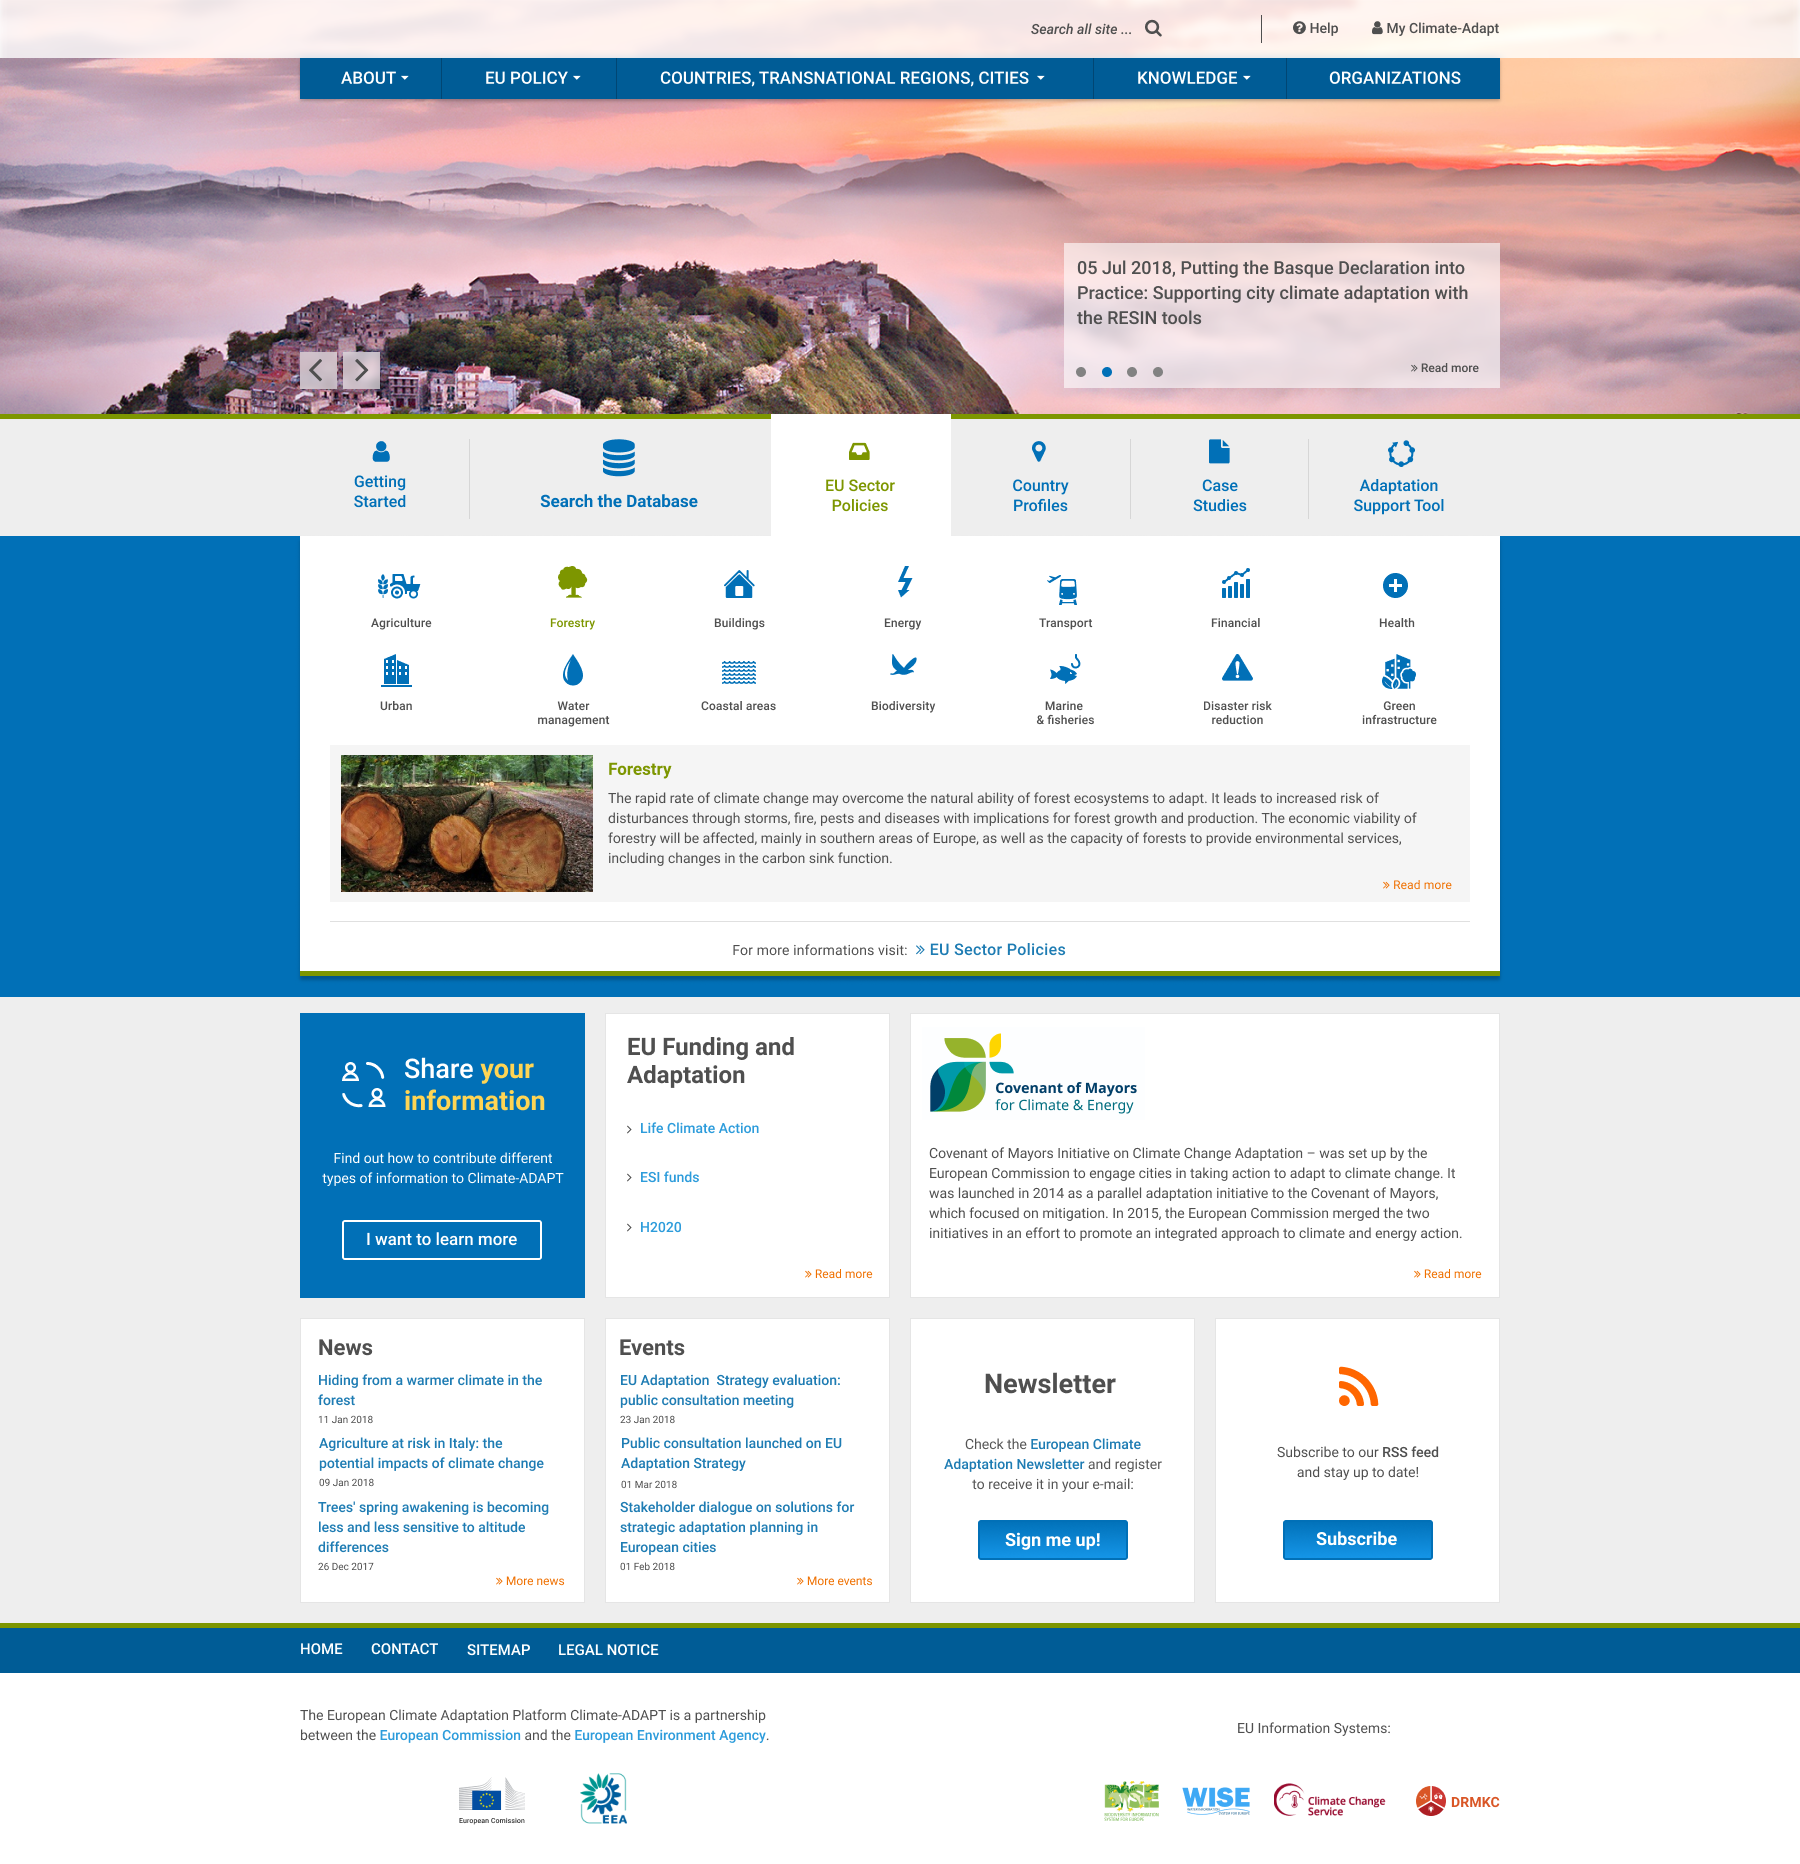 Search all site ...
Help
My Climate-Adapt
ABOUT
EU POLICY
COUNTRIES, TRANSNATIONAL REGIONS, CITIES
KNOWLEDGE
ORGANIZATIONS
05 Jul 2018, Putting the Basque Declaration into
Practice: Supporting city climate adaptation with
the RESIN tools
» Read more
Getting
Started
Search the Database
EU Sector
Policies
Country
Profiles
Case
Studies
Adaptation
Support Tool
Agriculture
Forestry
Buildings
Energy
Transport
Financial
Health
Urban
Water
management
Coastal areas
Biodiversity
Marine
& fisheries
Disaster risk
reduction
Green
infrastructure
Forestry
The rapid rate of climate change may overcome the natural ability of forest ecosystems to adapt. It leads to increased risk of
disturbances through storms, fire, pests and diseases with implications for forest growth and production. The economic viability of
forestry will be affected, mainly in southern areas of Europe, as well as the capacity of forests to provide environmental services,
including changes in the carbon sink function.
» Read more
For more informations visit: » EU Sector Policies
Share your
information
Find out how to contribute different
types of information to Climate-ADAPT
I want to learn more
EU Funding and
Adaptation
Life Climate Action
ESI funds
H2020
» Read more
Covenant of Mayors
for Climate & Energy
Covenant of Mayors Initiative on Climate Change Adaptation – was set up by the
European Commission to engage cities in taking action to adapt to climate change. It
was launched in 2014 as a parallel adaptation initiative to the Covenant of Mayors,
which focused on mitigation. In 2015, the European Commission merged the two
initiatives in an effort to promote an integrated approach to climate and energy action.
» Read more
News
Hiding from a warmer climate in the
forest
11 Jan 2018
Agriculture at risk in Italy: the
potential impacts of climate change
09 Jan 2018
Trees' spring awakening is becoming
less and less sensitive to altitude
differences
26 Dec 2017
» More news
Events
EU Adaptation  Strategy evaluation:
public consultation meeting
23 Jan 2018
Public consultation launched on EU
Adaptation Strategy
01 Mar 2018
Stakeholder dialogue on solutions for
strategic adaptation planning in
European cities
01 Feb 2018
» More events
Newsletter
Check the European Climate
Adaptation Newsletter and register
to receive it in your e-mail:
Sign me up!
Subscribe to our RSS feed
and stay up to date!
Subscribe
HOME
CONTACT
SITEMAP
LEGAL NOTICE
The European Climate Adaptation Platform Climate-ADAPT is a partnership
between the European Commission and the European Environment Agency.
EU Information Systems:
European Comission
EEA
BISE
BIODIVERSITY INFORMATION
SYSTEM FOR EUROPE
WISE
Climate Change
Service
DRMKC